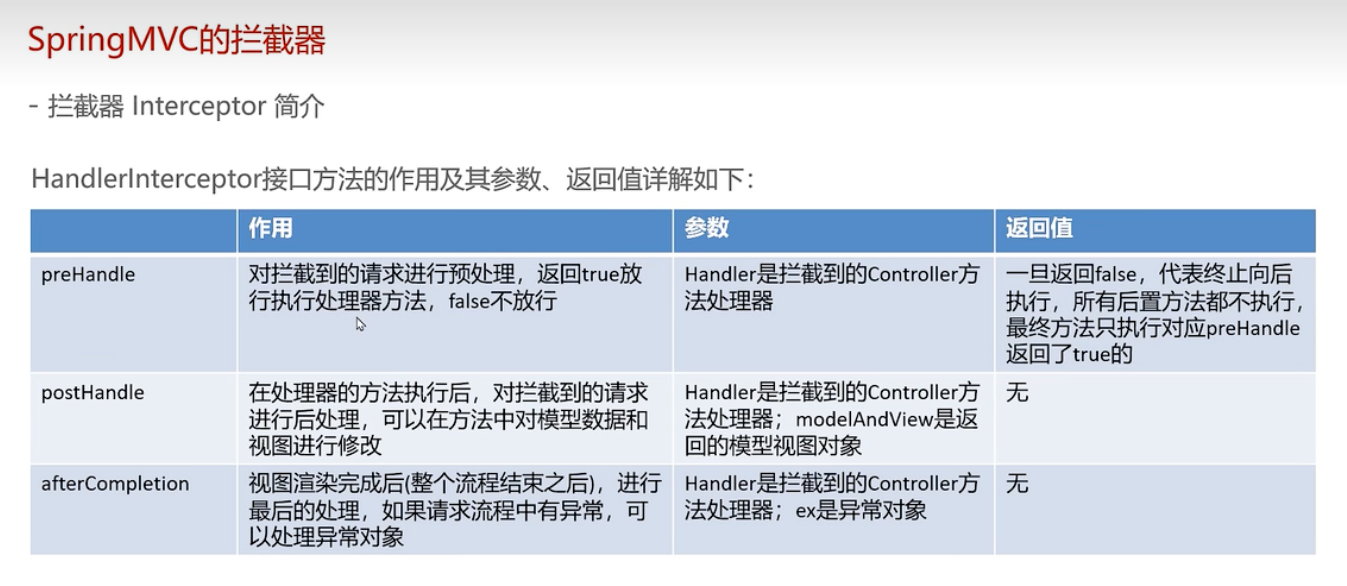 SpringMVC的拦截器
- 拦截器 Interceptor 简介
HandlerInterceptor接口方法的作用及其参数、返回值详解如下：
作用 参数 返回值
preHandle
对拦截到的请求进行预处理，返回true放
行执行处理器方法，false不放行
Handler是拦截到的Controller方
法处理器
一旦返回false，代表终止向后
执行，所有后置方法都不执行，
最终方法只执行对应preHandle
返回了true的
postHandle
在处理器的方法执行后，对拦截到的请求
进行后处理，可以在方法中对模型数据和
视图进行修改
Handler是拦截到的Controller方
法处理器；modelAndView是返
回的模型视图对象
无
afterCompletion
视图渲染完成后(整个流程结束之后)，进行
最后的处理，如果请求流程中有异常，可
以处理异常对象
Handler是拦截到的Controller方
法处理器；ex是异常对象
无